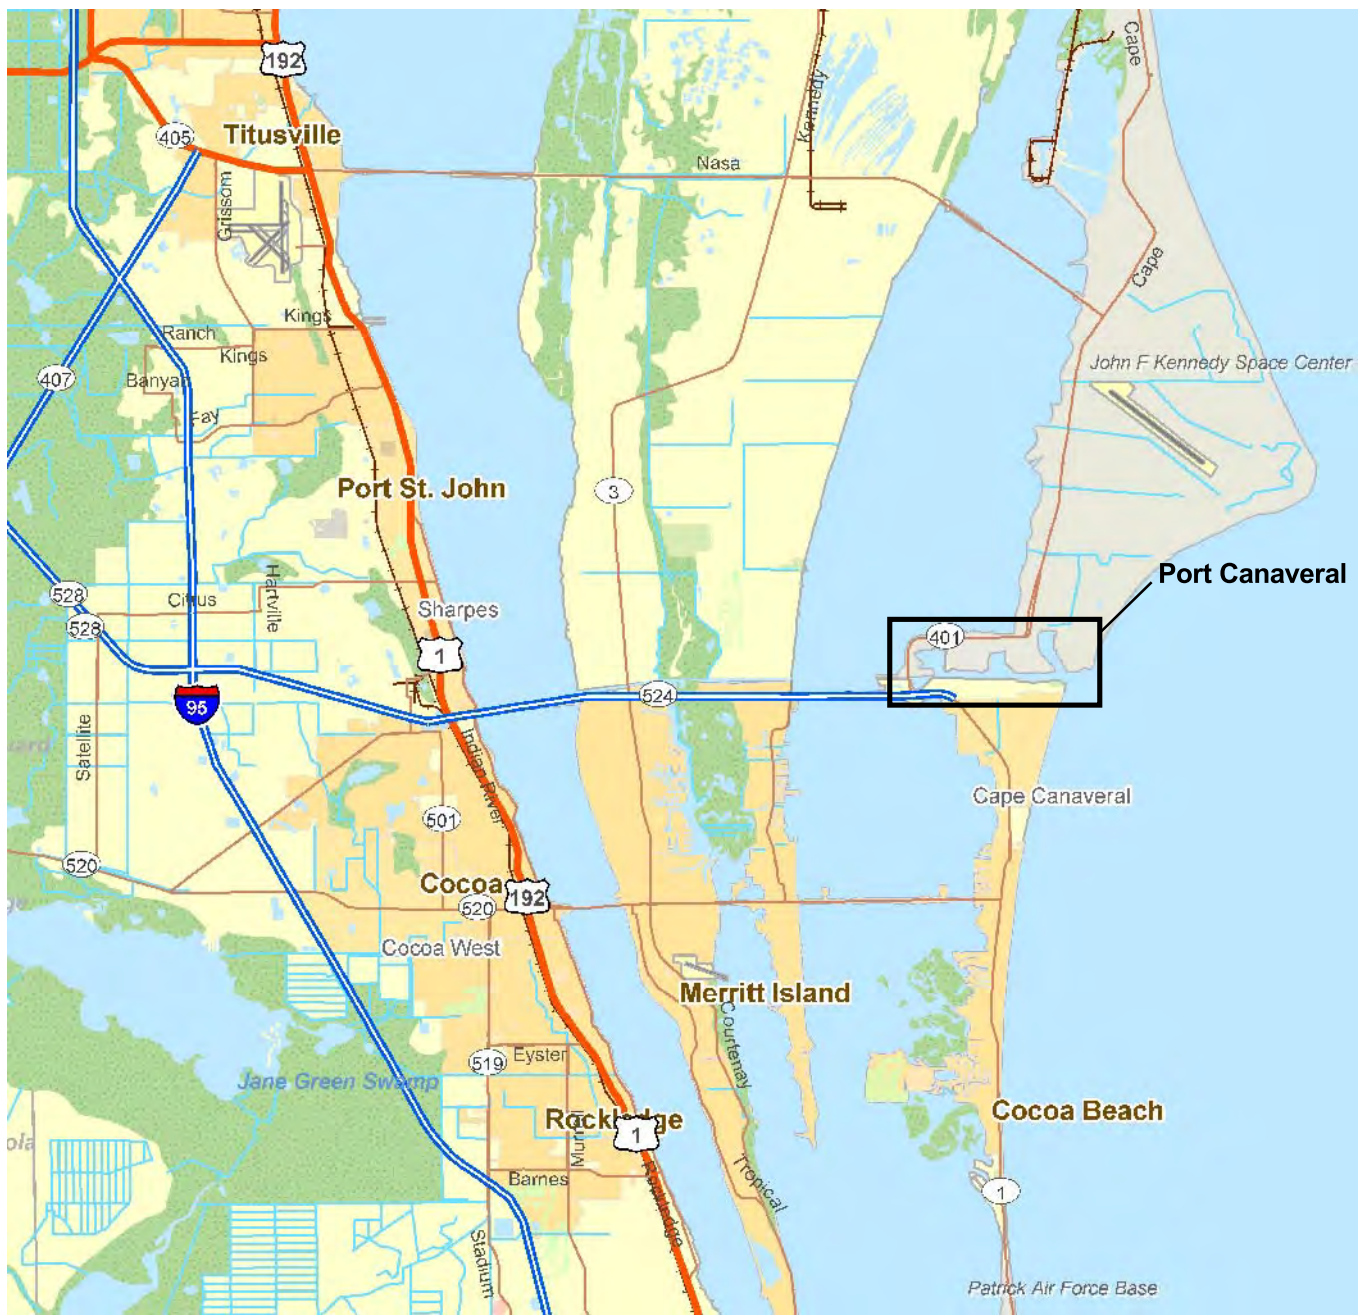 Cape
192
405
Titusville
Kennedy
Nasa
Grissom
Cape
Kings
Ranch
Kings
John F Kennedy Space Center
407
Banyan
Fay
Port St. John
3
Port Canaveral
528
Citrus
Hartville
Sharpes
528
401
1
524
95
Satellite
Indian River
Cape Canaveral
501
520
Cocoa
192
520
Cocoa West
Merritt Island
Courtenay
519
Eyster
Jane Green Swamp
Rockledge
1
Murrell
Cocoa Beach
ola
Barnes
Tropical
1
Rockledge
Stadium
Patrick Air Force Base